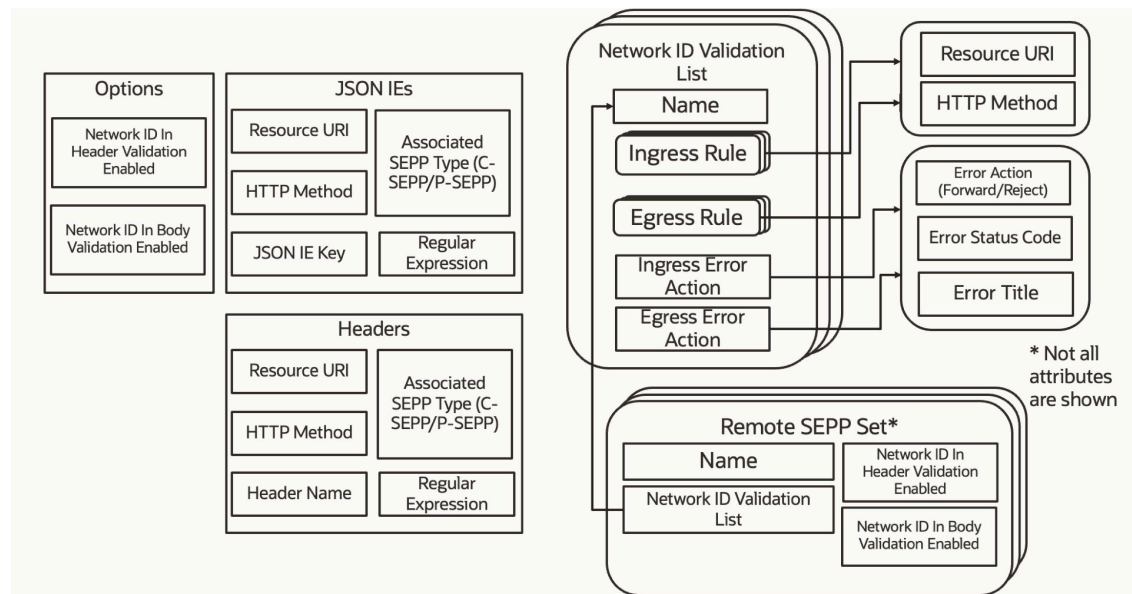 Options
Network ID In
Header Validation
Enabled
Network ID In Body
Validation Enabled
JSON IEs
Resource URI
HTTP Method
JSON IE Key
Associated
SEPP Type (C-
SEPP/P-SEPP)
Regular
Expression
Headers
Resource URI
HTTP Method
Header Name
Associated
SEPP Type (C-
SEPP/P-SEPP)
Regular
Expression
Network ID Validation
List
Name
Ingress Rule
Egress Rule
Ingress Error
Action
Egress Error
Action
Resource URI
HTTP Method
Error Action
(Forward/Reject)
Error Status Code
Error Title
* Not all
attributes
are shown
Remote SEPP Set*
Name
Network ID Validation
List
Network ID In
Header Validation
Enabled
Network ID In Body
Validation Enabled